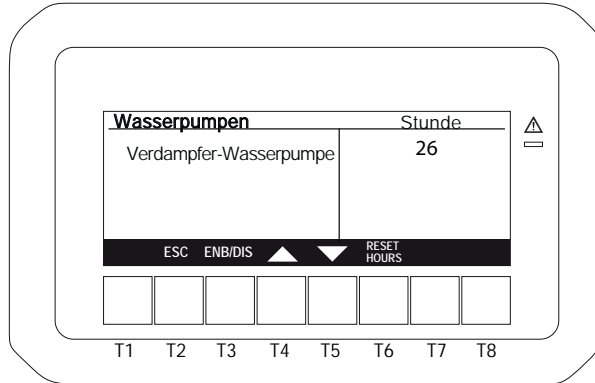 Wasserpumpen Stunde
Verdampfer-Wasserpumpe 26
ESC ENB/DIS RESET HOURS
T1 T2 T3 T4 T5 T6 T7 T8